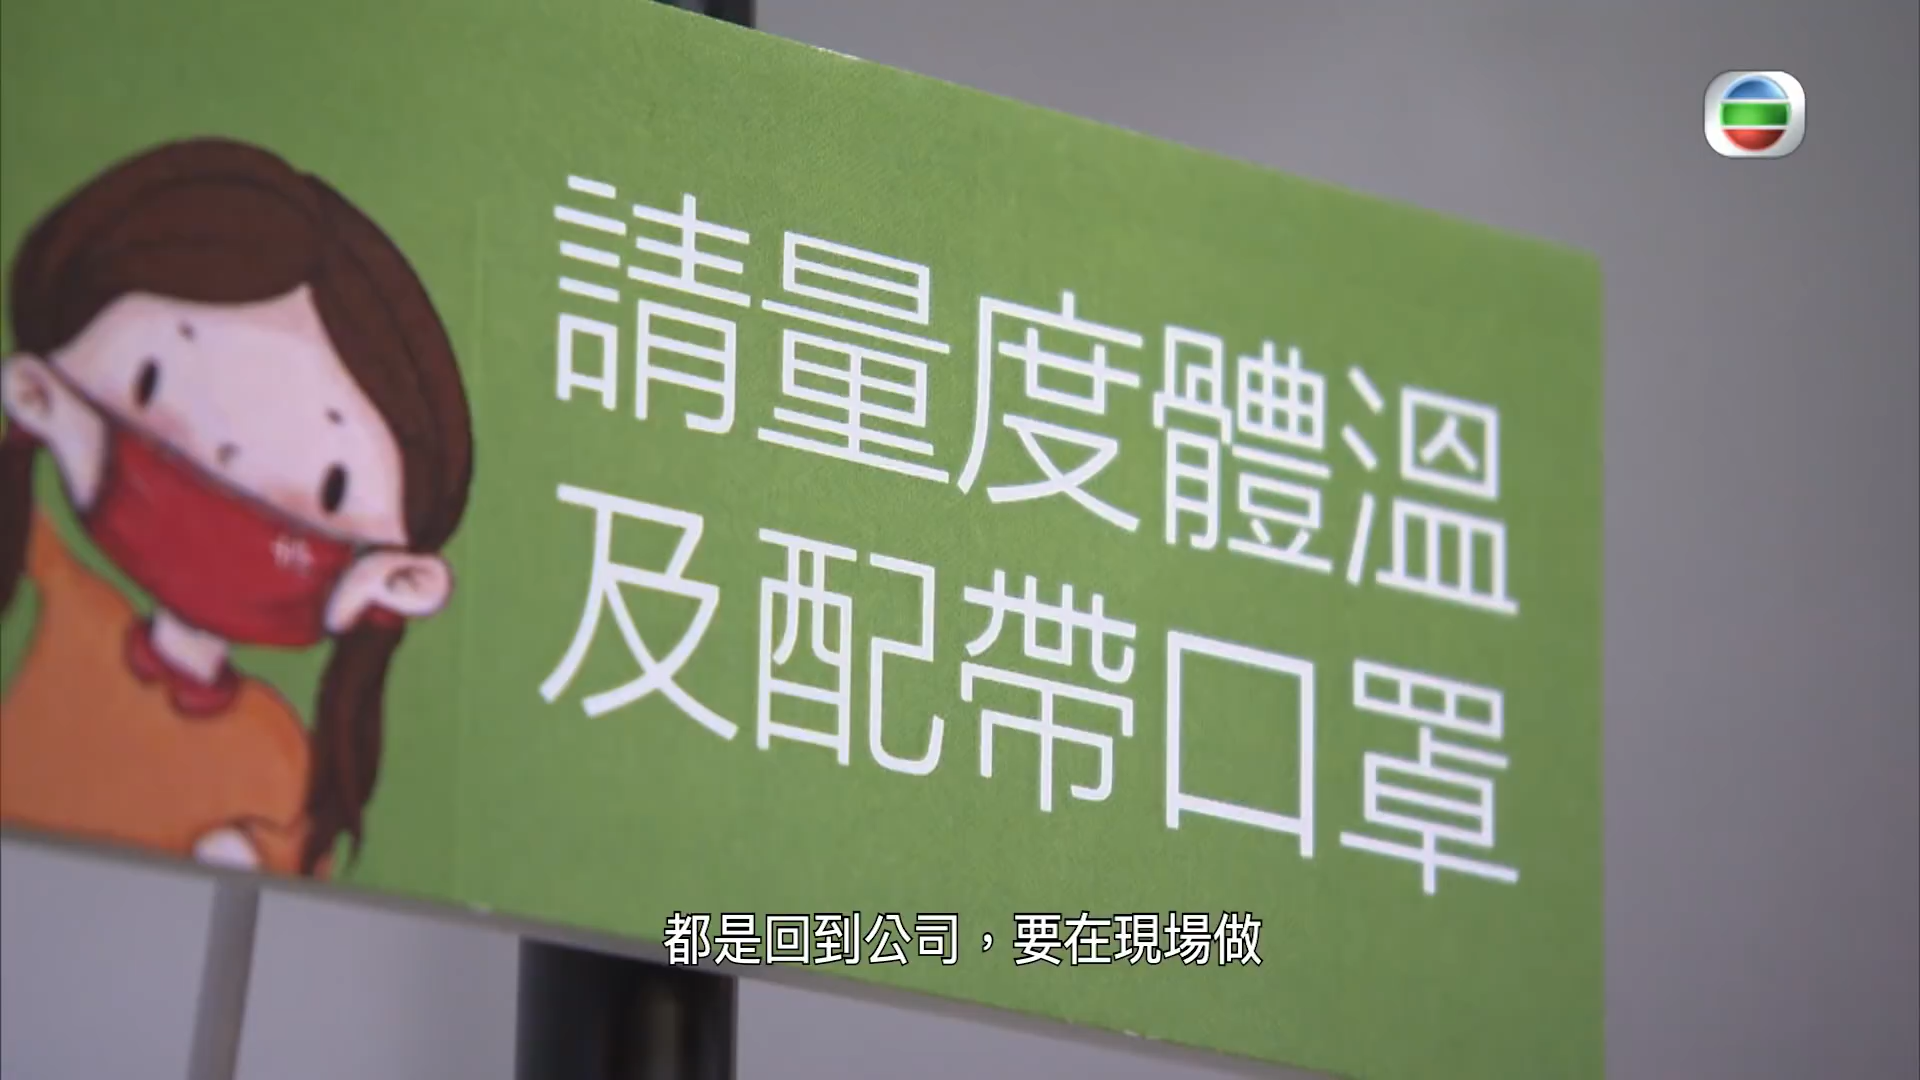 請量度體溫
及配帶口罩
都是回到公司，要在現場做